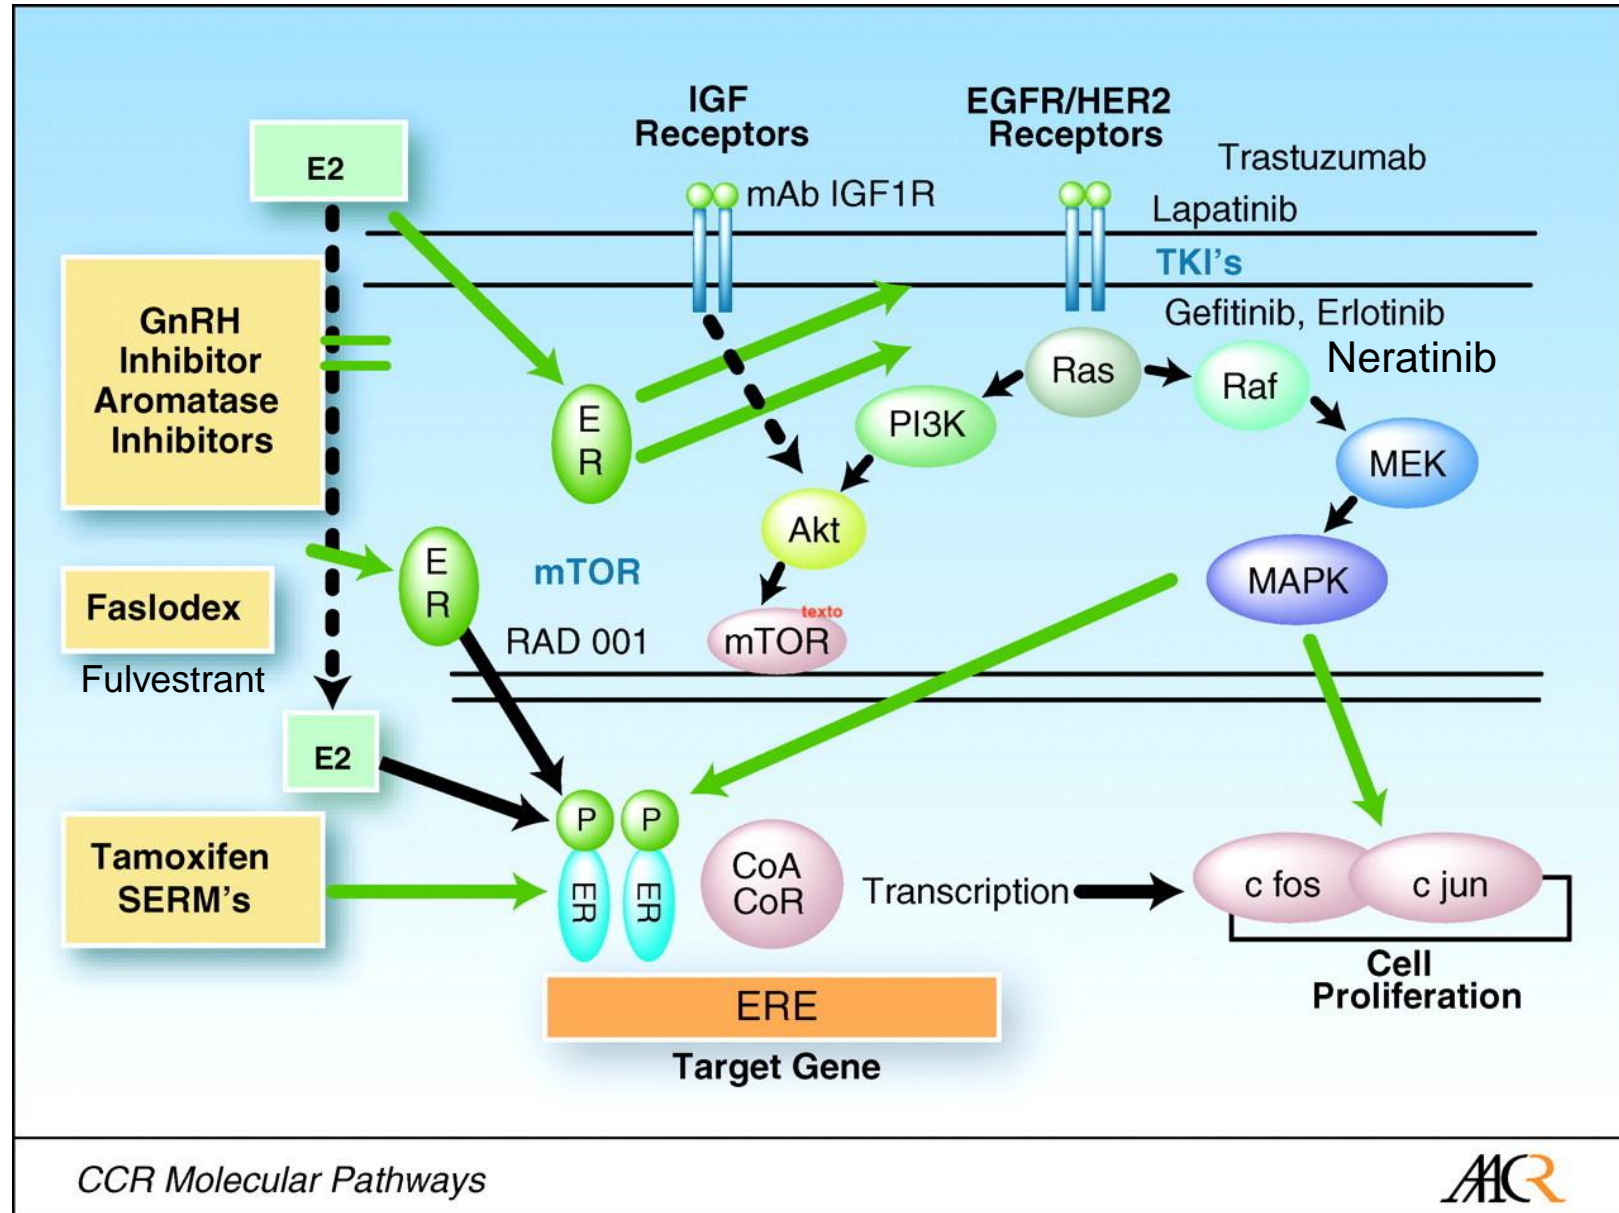 IGF
Receptors
EGFR/HER2
Receptors
Trastuzumab
E2
mAb IGF1R
Lapatinib
TKI's
GnRH
Inhibitor
Aromatase
Inhibitors
Gefitinib, Erlotinib
Neratinib
Ras
Raf
E
R
PI3K
MEK
Akt
E
R
mTOR
MAPK
Faslodex
texto
RAD 001
mTOR
Fulvestrant
E2
P
P
Tamoxifen
SERM's
ER
ER
CoA
CoR
Transcription
c fos
c jun
Cell
Proliferation
ERE
Target Gene
CCR Molecular Pathways
AACR